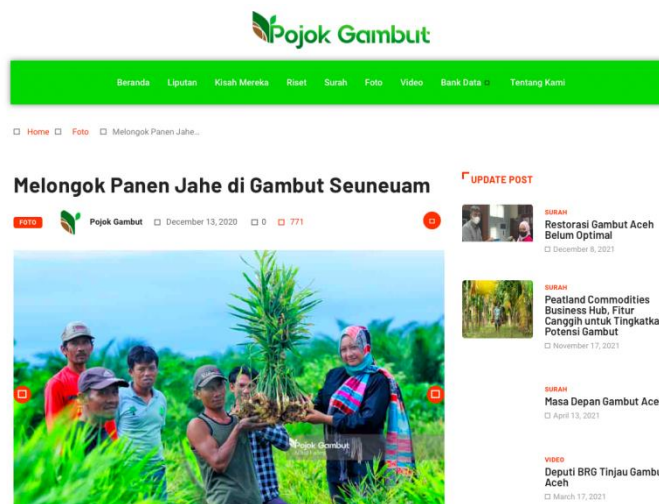 Pojok Gambut
Beranda Liputan Kisah Mereka Riset Surah Foto Video Bank Data Tentang Kami
Home Foto Melongok Panen Jahe...
Melongok Panen Jahe di Gambut Seuneuam
FOTO Pojok Gambut December 13, 2020 0 771
Pojok Gambut
UPDATE POST
SURAH
Restorasi Gambut Aceh
Belum Optimal
December 8, 2021
SURAH
Peatland Commodities
Business Hub, Fitur
Canggih untuk Tingkatka
Potensi Gambut
November 17, 2021
SURAH
Masa Depan Gambut Ace
April 13, 2021
VIDEO
Deputi BRG Tinjau Gambu
Aceh
March 17, 2021